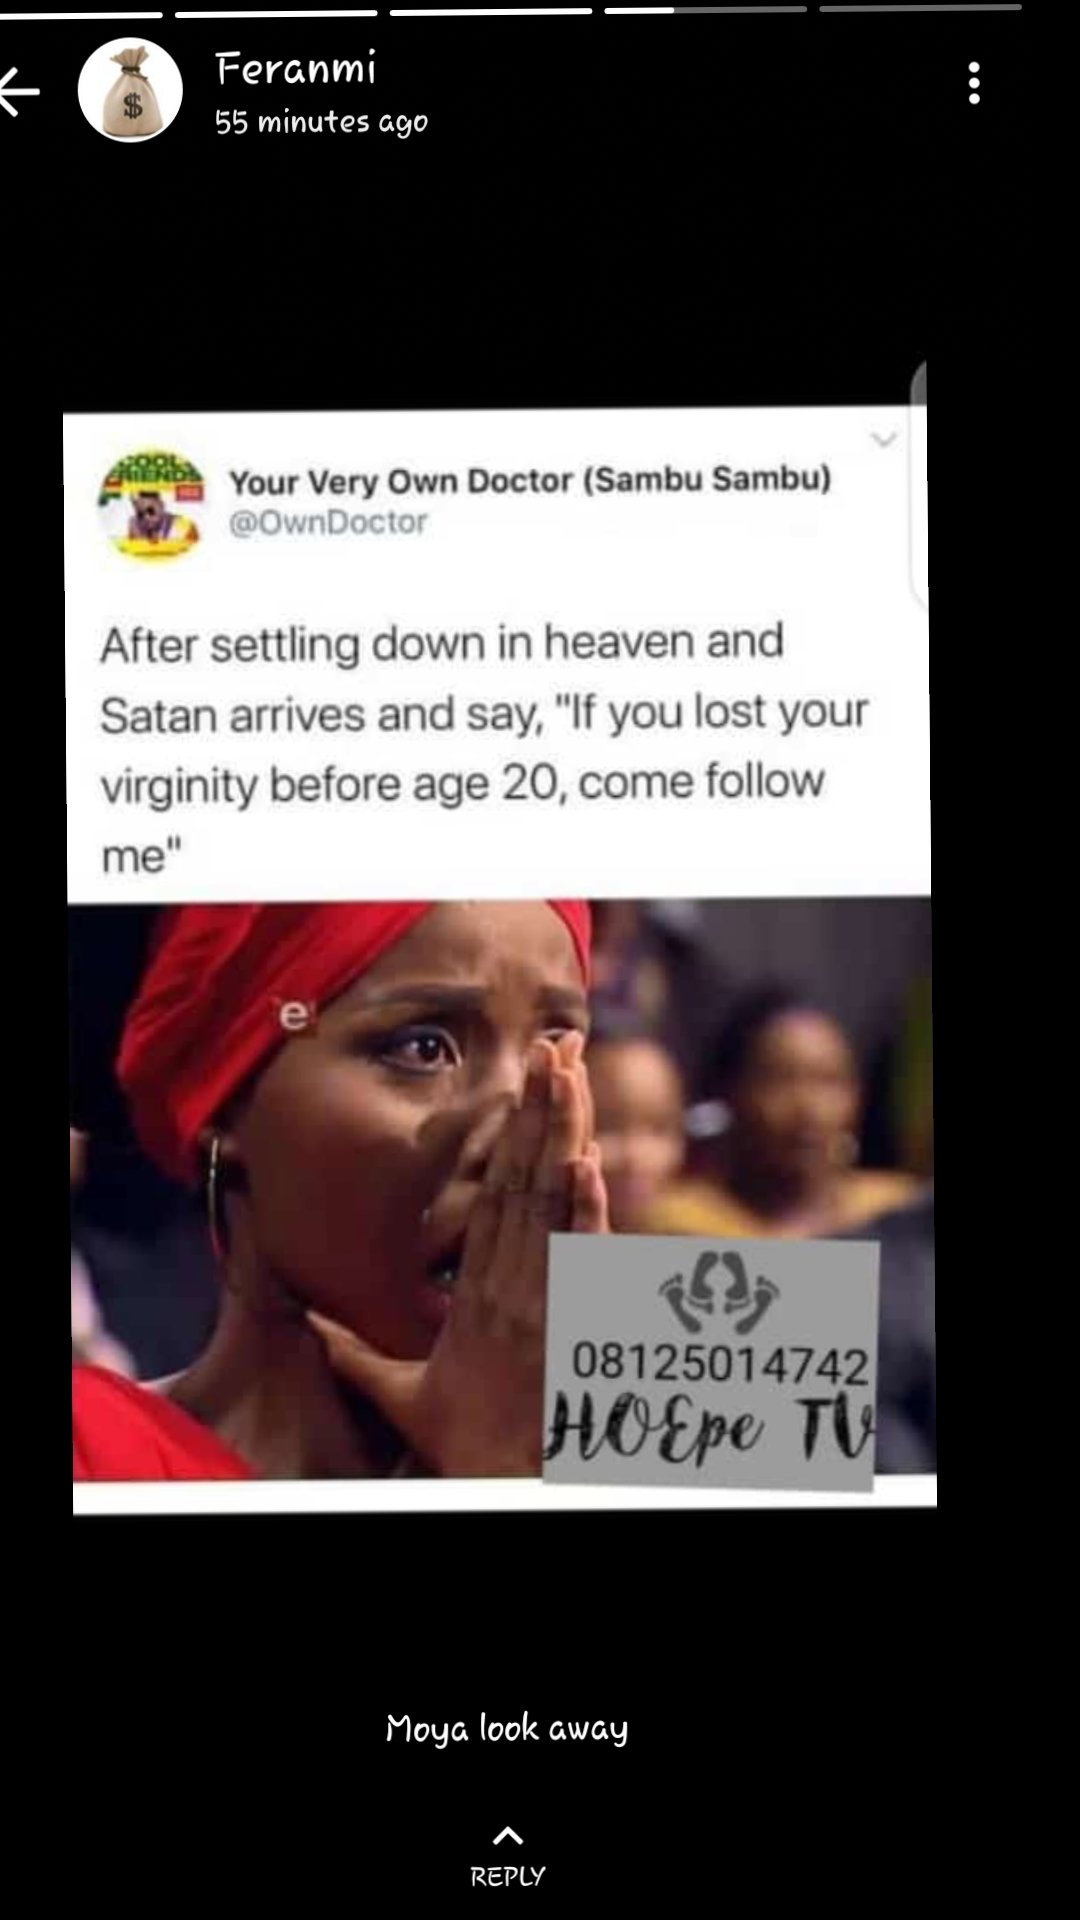 Feranmi
55 minutes ago
COOL
FRIENDS
Your Very Own Doctor (Sambu Sambu)
@OwnDoctor
After settling down in heaven and
Satan arrives and say, "If you lost your
virginity before age 20, come follow
me"
e
08125014742
HOEpe TV
Moya look away
REPLY
$